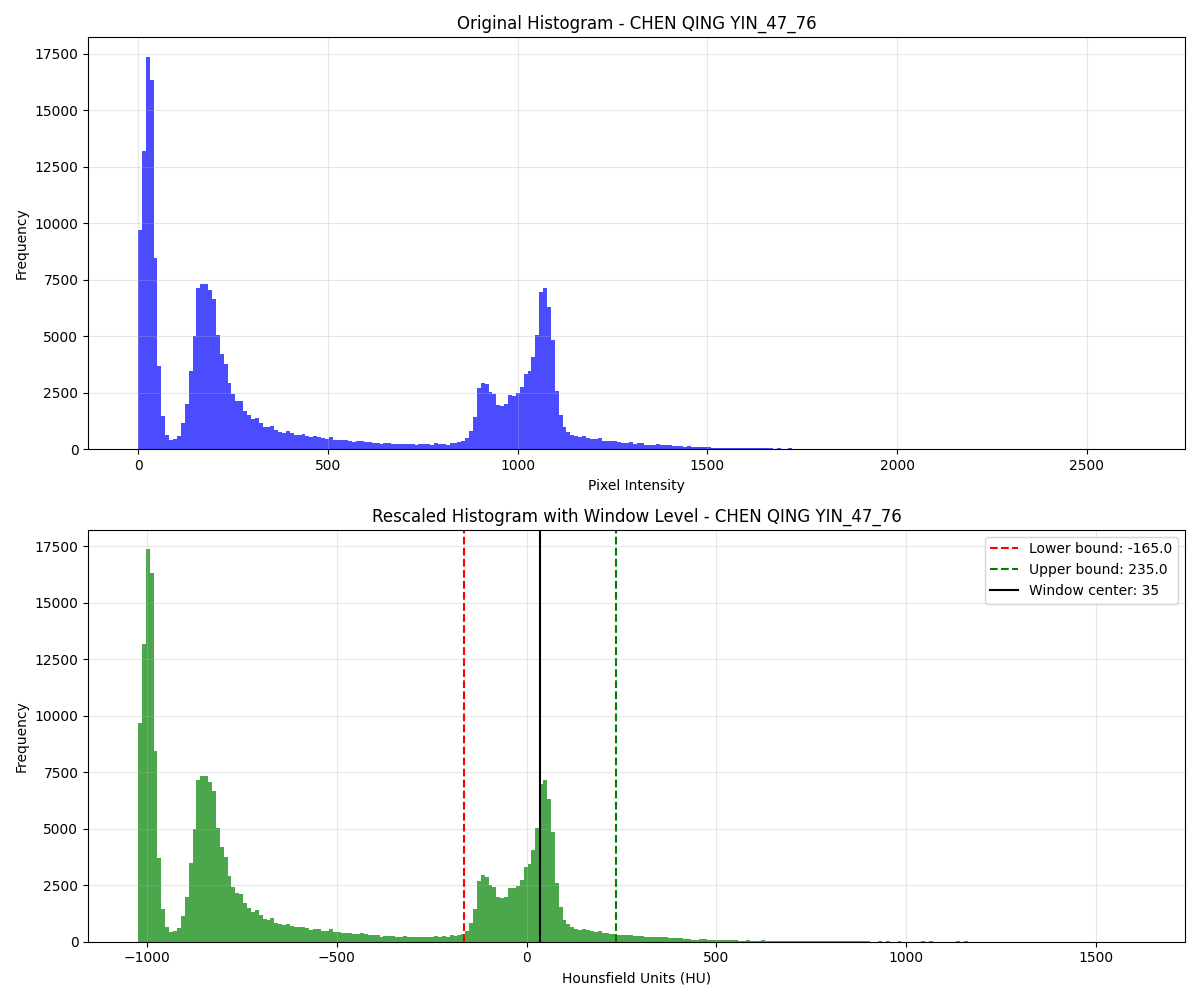 Original Histogram - CHEN QING YIN_47_76
17500
15000
12500
10000
7500
5000
2500
0
Frequency
0 500 1000 1500 2000 2500
Pixel Intensity
Rescaled Histogram with Window Level - CHEN QING YIN_47_76
Lower bound: -165.0
Upper bound: 235.0
Window center: 35
17500
15000
12500
10000
7500
5000
2500
0
Frequency
−1000 −500 0 500 1000 1500
Hounsfield Units (HU)